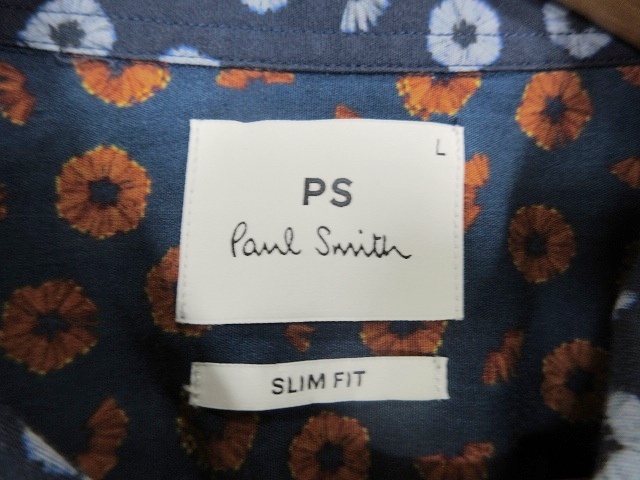 L
PS
Paul Smith
SLIM FIT